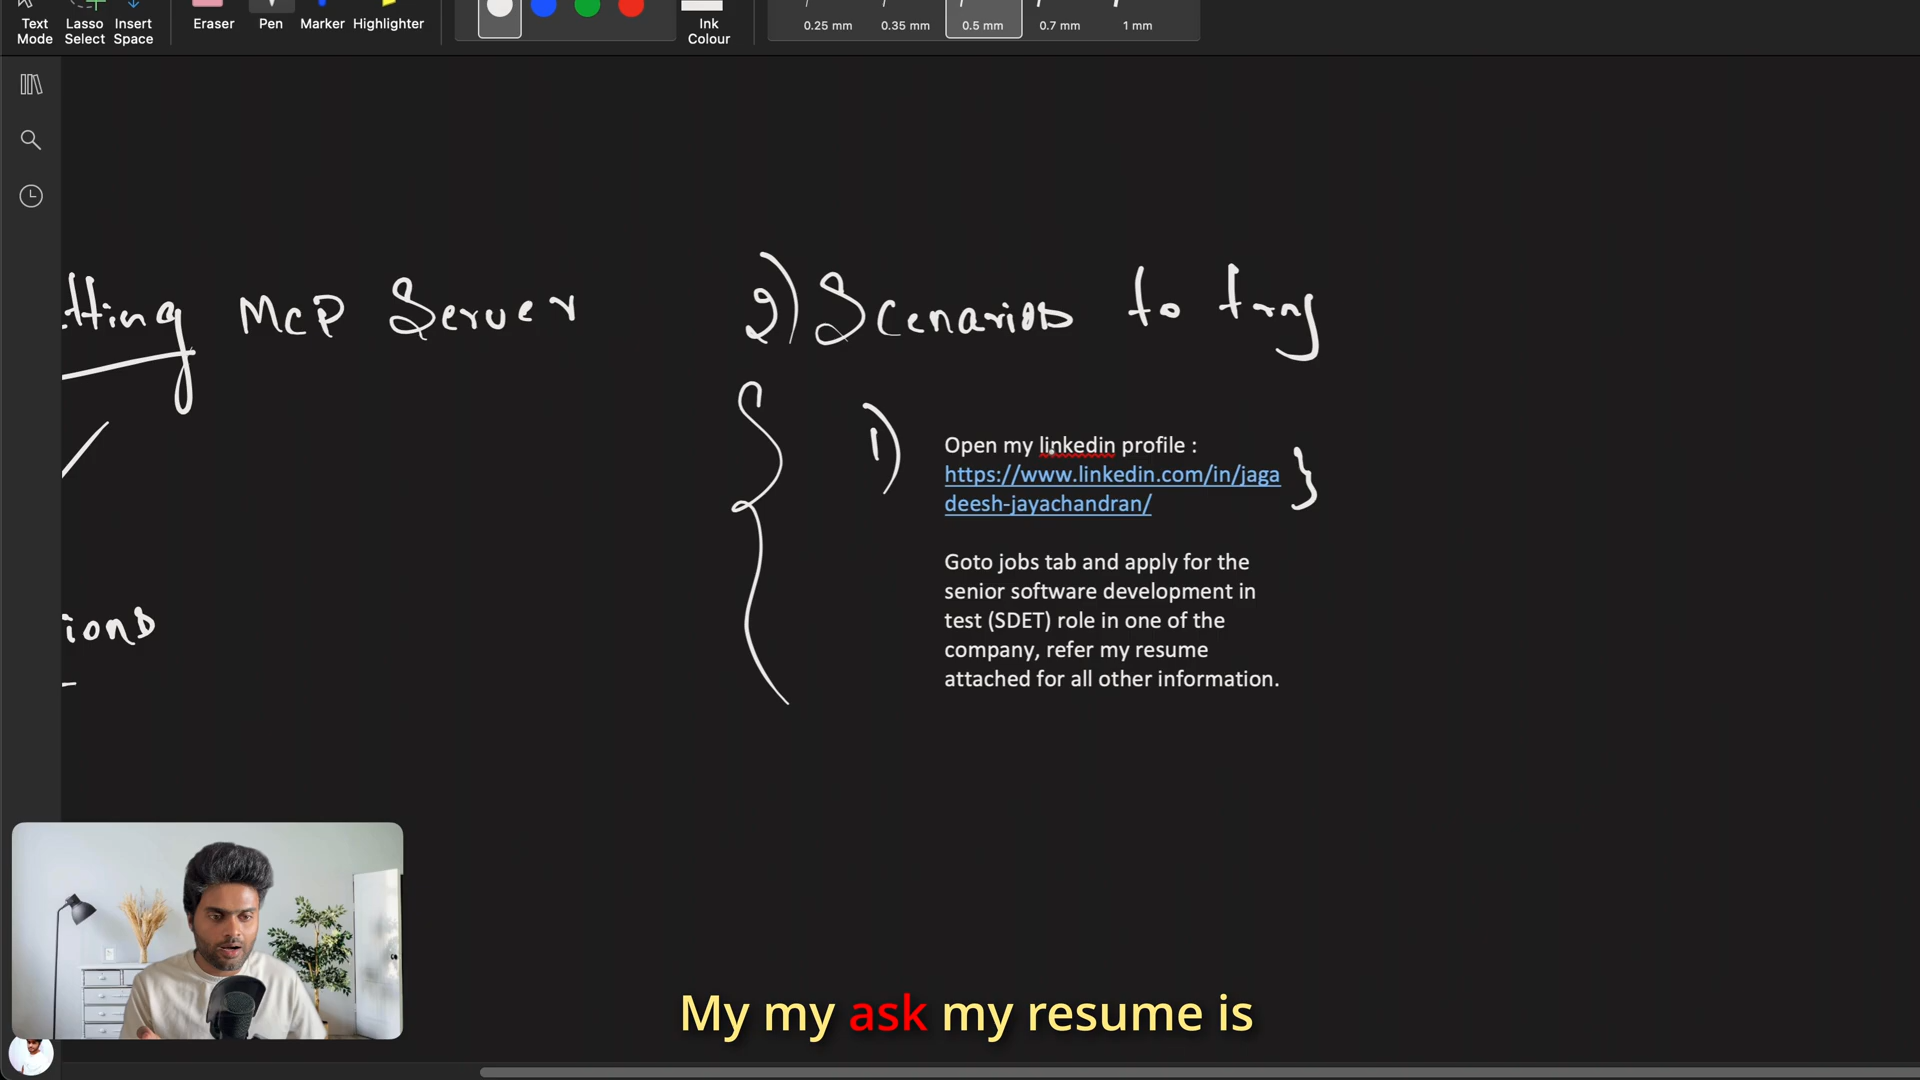 Text Mode
Lasso Select
Insert Space
Eraser
Pen
Marker
Highlighter
Ink Colour
0.25 mm
0.35 mm
0.5 mm
0.7 mm
1 mm
tting MCP Server
2) Scenarios to try
1)
Open my linkedin profile :
https://www.linkedin.com/in/jaga
deesh-jayachandran/
Goto jobs tab and apply for the
senior software development in
test (SDET) role in one of the
company, refer my resume
attached for all other information.
ions
My my ask my resume is